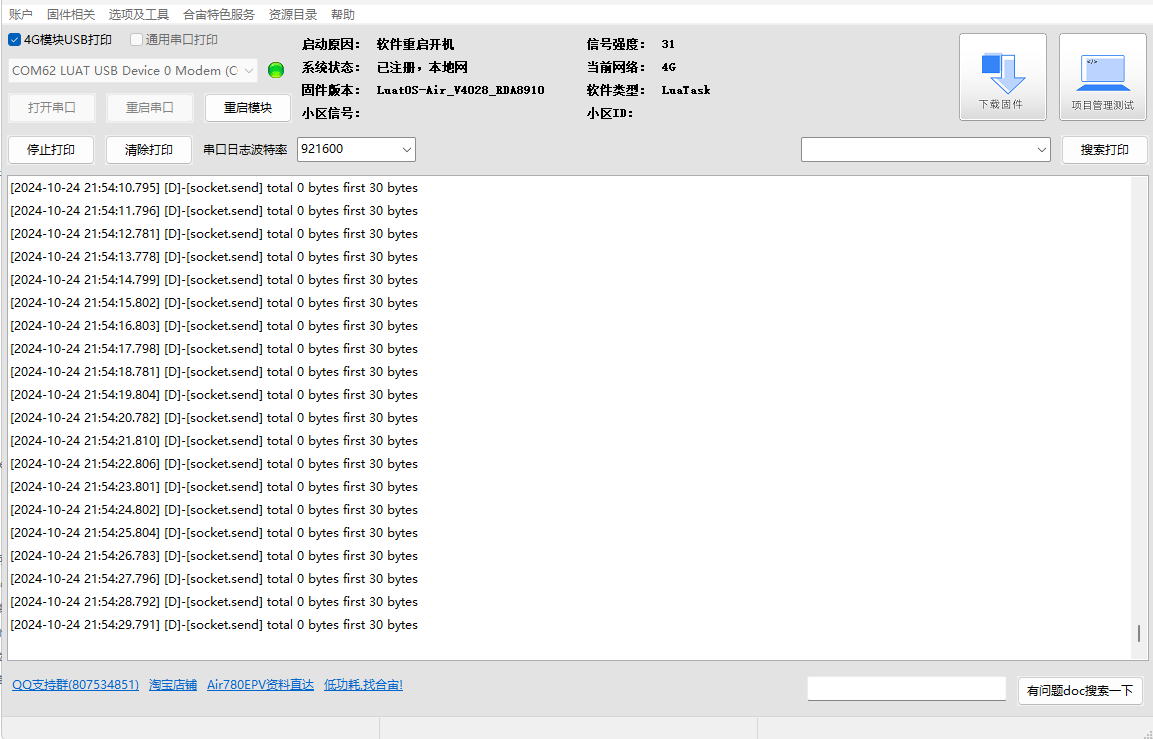 账户 固件相关 选项及工具 合宙特色服务 资源目录 帮助
4G模块USB打印 通用串口打印
COM62 LUAT USB Device 0 Modem (C
打开串口 重启串口 重启模块
启动原因： 软件重启开机 信号强度： 31
系统状态： 已注册，本地网 当前网络： 4G
固件版本： LuatOS-Air_V4028_RDA8910 软件类型： LuaTask
小区信号： 小区ID：
下载固件 项目管理测试
停止打印 清除打印 串口日志波特率 921600 搜索打印
[2024-10-24 21:54:10.795] [D]-[socket.send] total 0 bytes first 30 bytes
[2024-10-24 21:54:11.796] [D]-[socket.send] total 0 bytes first 30 bytes
[2024-10-24 21:54:12.781] [D]-[socket.send] total 0 bytes first 30 bytes
[2024-10-24 21:54:13.778] [D]-[socket.send] total 0 bytes first 30 bytes
[2024-10-24 21:54:14.799] [D]-[socket.send] total 0 bytes first 30 bytes
[2024-10-24 21:54:15.802] [D]-[socket.send] total 0 bytes first 30 bytes
[2024-10-24 21:54:16.803] [D]-[socket.send] total 0 bytes first 30 bytes
[2024-10-24 21:54:17.798] [D]-[socket.send] total 0 bytes first 30 bytes
[2024-10-24 21:54:18.781] [D]-[socket.send] total 0 bytes first 30 bytes
[2024-10-24 21:54:19.804] [D]-[socket.send] total 0 bytes first 30 bytes
[2024-10-24 21:54:20.782] [D]-[socket.send] total 0 bytes first 30 bytes
[2024-10-24 21:54:21.810] [D]-[socket.send] total 0 bytes first 30 bytes
[2024-10-24 21:54:22.806] [D]-[socket.send] total 0 bytes first 30 bytes
[2024-10-24 21:54:23.801] [D]-[socket.send] total 0 bytes first 30 bytes
[2024-10-24 21:54:24.802] [D]-[socket.send] total 0 bytes first 30 bytes
[2024-10-24 21:54:25.804] [D]-[socket.send] total 0 bytes first 30 bytes
[2024-10-24 21:54:26.783] [D]-[socket.send] total 0 bytes first 30 bytes
[2024-10-24 21:54:27.796] [D]-[socket.send] total 0 bytes first 30 bytes
[2024-10-24 21:54:28.792] [D]-[socket.send] total 0 bytes first 30 bytes
[2024-10-24 21:54:29.791] [D]-[socket.send] total 0 bytes first 30 bytes
QQ支持群(807534851) 淘宝店铺 Air780EPV资料直达 低功耗,找合宙!
有问题doc搜索一下